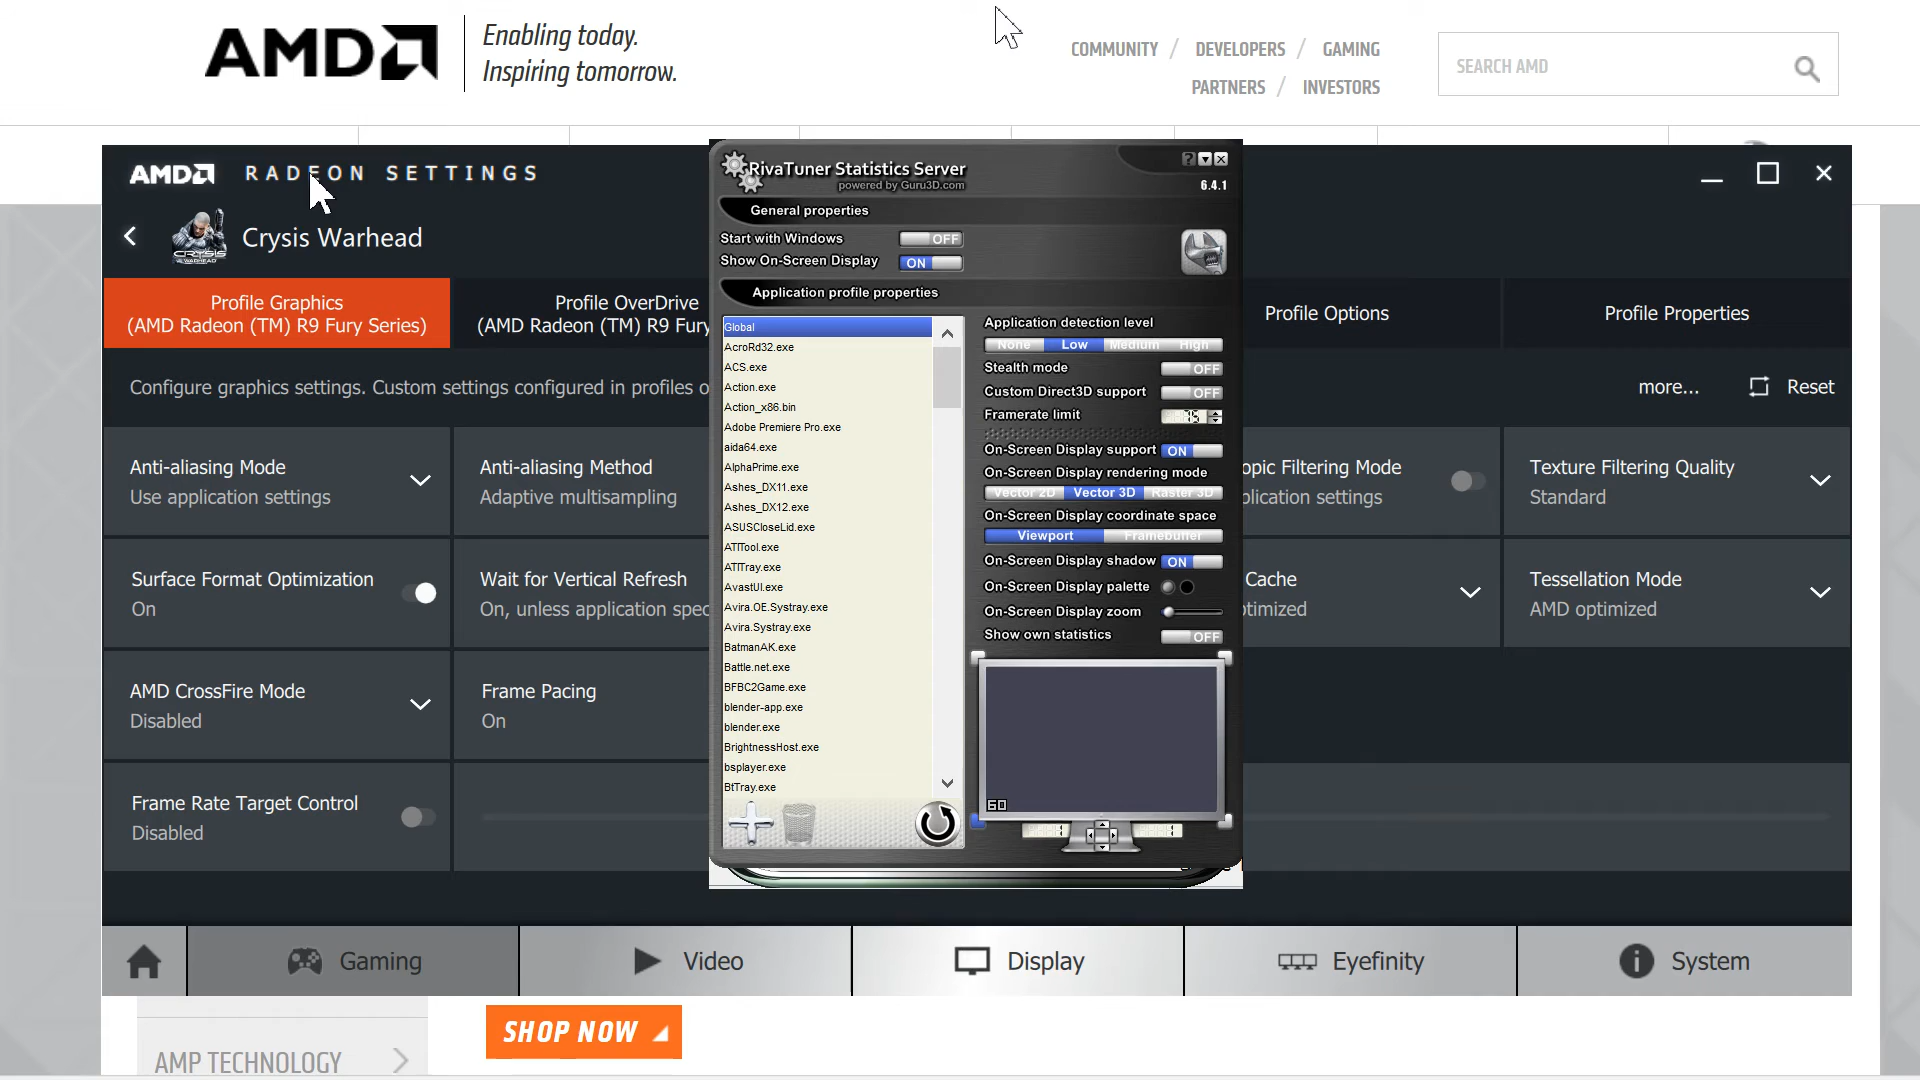 AMD
Enabling today.
Inspiring tomorrow.
COMMUNITY / DEVELOPERS / GAMING
PARTNERS / INVESTORS
SEARCH AMD
AMD RADEON SETTINGS
Crysis Warhead
CRYSIS
WARHEAD
Profile Graphics
(AMD Radeon (TM) R9 Fury Series)
Profile OverDrive
(AMD Radeon (TM) R9 Fury
Profile Options
Profile Properties
Configure graphics settings. Custom settings configured in profiles o
more...
Reset
Anti-aliasing Mode
Use application settings
Anti-aliasing Method
Adaptive multisampling
opic Filtering Mode
plication settings
Texture Filtering Quality
Standard
Surface Format Optimization
On
Wait for Vertical Refresh
On, unless application spec
Cache
timized
Tessellation Mode
AMD optimized
AMD CrossFire Mode
Disabled
Frame Pacing
On
Frame Rate Target Control
Disabled
RivaTuner Statistics Server
powered by Guru3D.com
6.4.1
General properties
Start with Windows OFF
Show On-Screen Display ON
Application profile properties
Global
AcroRd32.exe
ACS.exe
Action.exe
Action_x86.bin
Adobe Premiere Pro.exe
aida64.exe
AlphaPrime.exe
Ashes_DX11.exe
Ashes_DX12.exe
ASUSCloseLid.exe
ATITool.exe
ATITray.exe
AvastUI.exe
Avira.OE.Systray.exe
Avira.Systray.exe
BatmanAK.exe
Battle.net.exe
BFBC2Game.exe
blender-app.exe
blender.exe
BrightnessHost.exe
bsplayer.exe
BtTray.exe
Application detection level
None Low Medium High
Stealth mode OFF
Custom Direct3D support OFF
Framerate limit 75
On-Screen Display support ON
On-Screen Display rendering mode
Vector 2D Vector 3D Raster 3D
On-Screen Display coordinate space
Viewport Framebuffer
On-Screen Display shadow ON
On-Screen Display palette
On-Screen Display zoom
Show own statistics OFF
60
1 1
Gaming
Video
Display
Eyefinity
System
SHOP NOW
AMP TECHNOLOGY